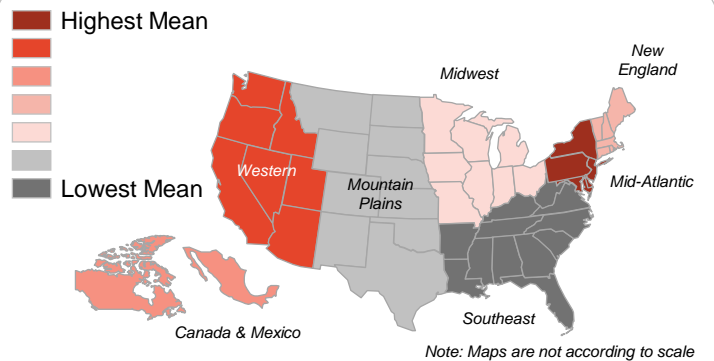 Highest Mean
New
England
Midwest
Western
Mountain
Plains
Lowest Mean
Mid-Atlantic
Southeast
Canada & Mexico
Note: Maps are not according to scale